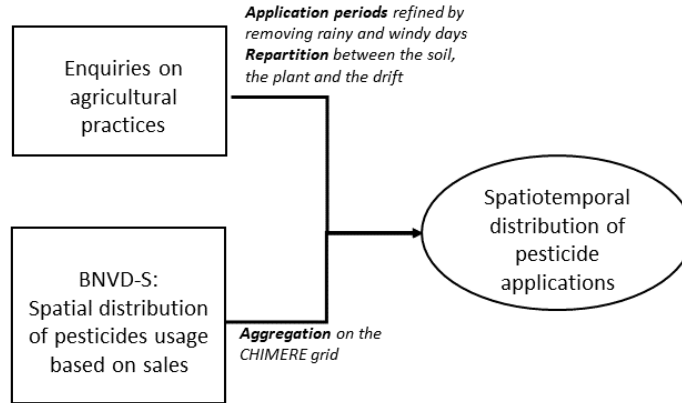 Application periods refined by
removing rainy and windy days
Repartition between the soil,
the plant and the drift
Enquiries on
agricultural
practices
Spatiotemporal
distribution of
pesticide
applications
BNVD-S:
Spatial distribution
of pesticides usage
based on sales
Aggregation on the
CHIMERE grid